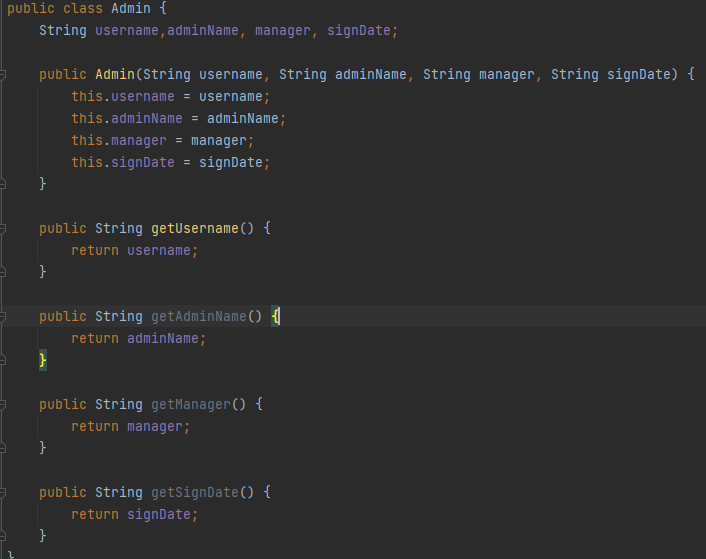 public class Admin {
String username,adminName, manager, signDate;
public Admin(String username, String adminName, String manager, String signDate) {
this.username = username;
this.adminName = adminName;
this.manager = manager;
this.signDate = signDate;
}
public String getUsername() {
return username;
}
public String getAdminName() {
return adminName;
}
public String getManager() {
return manager;
}
public String getSignDate() {
return signDate;
}
}